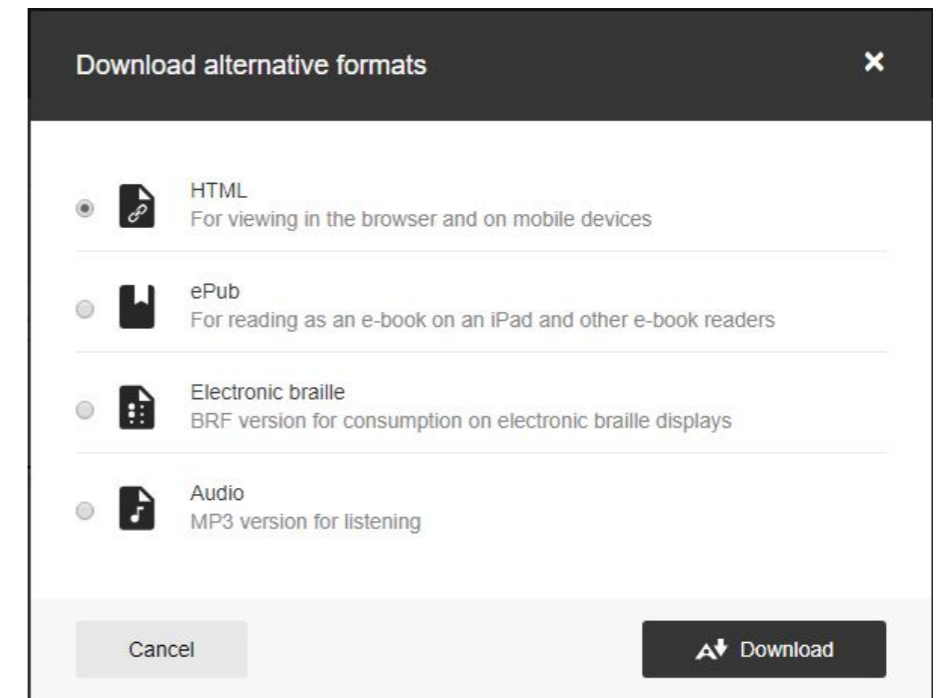 Download alternative formats
HTML
For viewing in the browser and on mobile devices
ePub
For reading as an e-book on an iPad and other e-book readers
Electronic braille
BRF version for consumption on electronic braille displays
Audio
MP3 version for listening
Cancel
Download